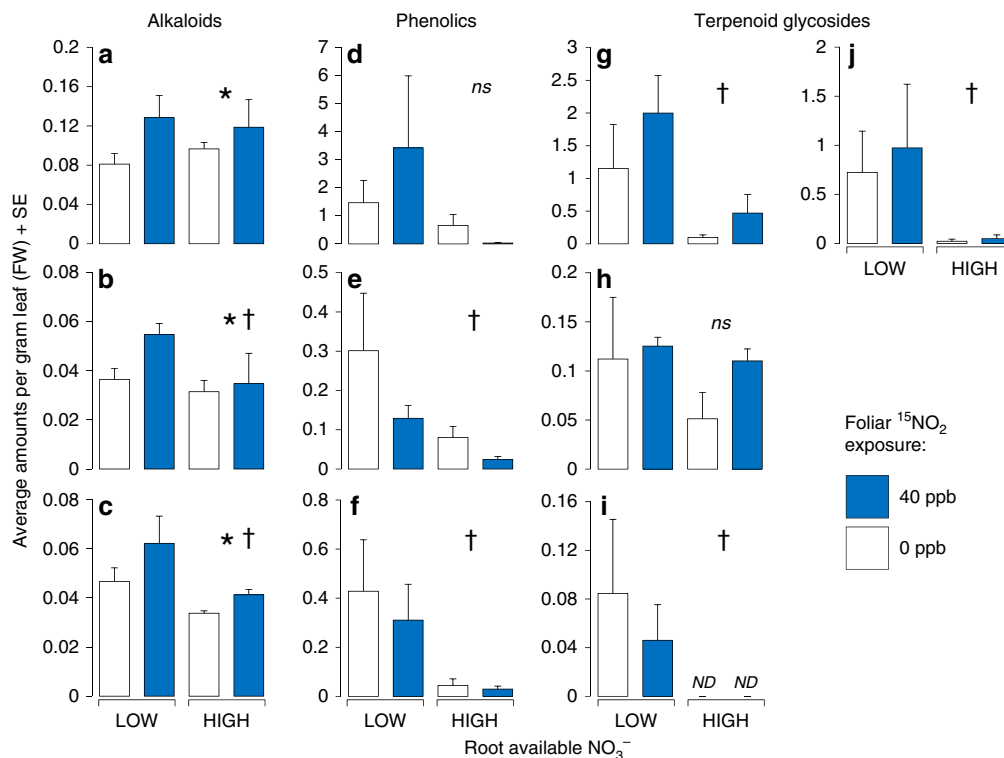 Alkaloids Phenolics Terpenoid glycosides
a d g j
0.2 7 3 2
0.16 6 2.5 1.5
0.12 5 2 1
0.08 4 1.5 0.5
0.04 3 1 0
0 2 0.5
1 0
0
* ns † †
LOW HIGH
b e h
0.08 0.5 0.2
0.06 0.4 0.15
0.04 0.3 0.1
0.02 0.2 0.05
0 0.1 0
0
* † † ns
c f i
0.08 0.8 0.16
0.06 0.6 0.12
0.04 0.4 0.08
0.02 0.2 0.04
0 0 0
* † † †
ND ND
LOW HIGH LOW HIGH LOW HIGH
Root available NO₃⁻
Average amounts per gram leaf (FW) + SE
Foliar ¹⁵NO₂
exposure:
40 ppb
0 ppb